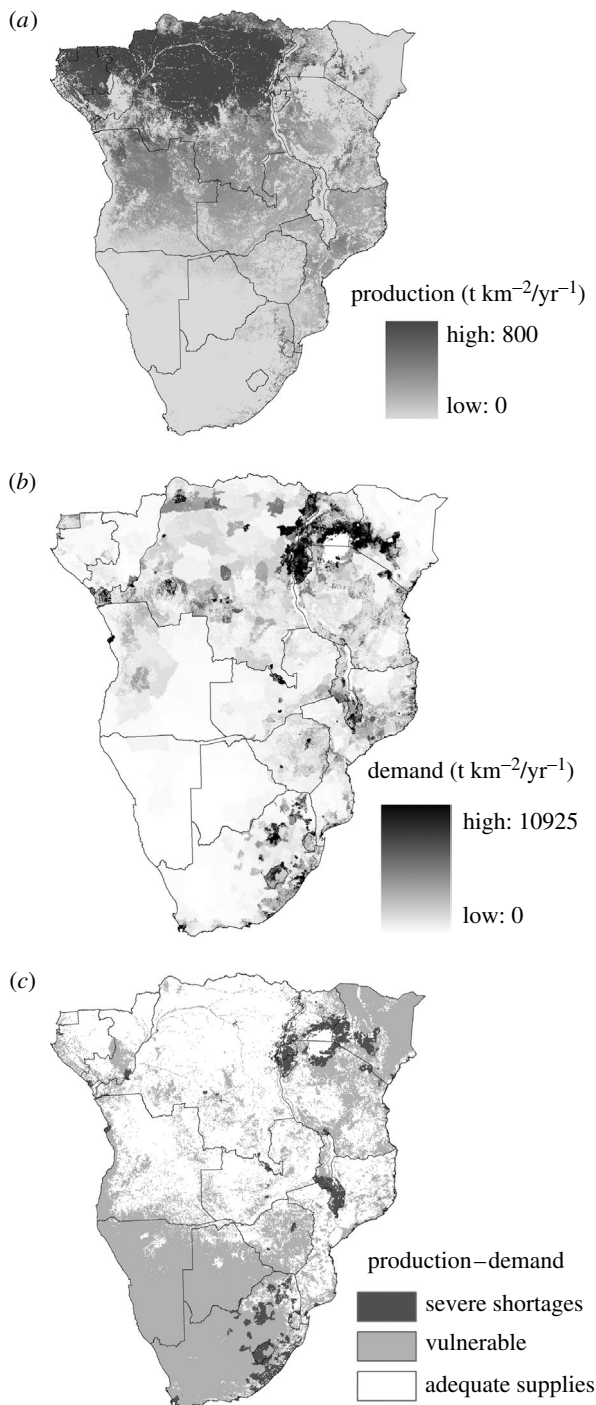 (a)
production (t km–2/yr–1)
high: 800
low: 0
(b)
demand (t km–2/yr–1)
high: 10925
low: 0
(c)
production–demand
severe shortages
vulnerable
adequate supplies